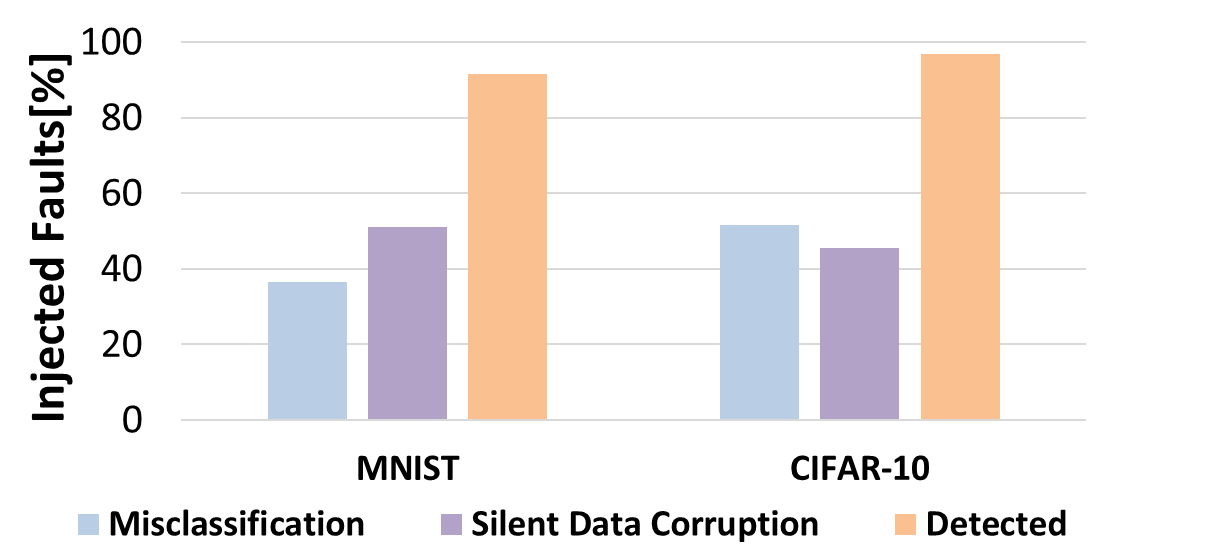 Injected Faults[%]
100
80
60
40
20
0
MNIST CIFAR-10
Misclassification Silent Data Corruption Detected